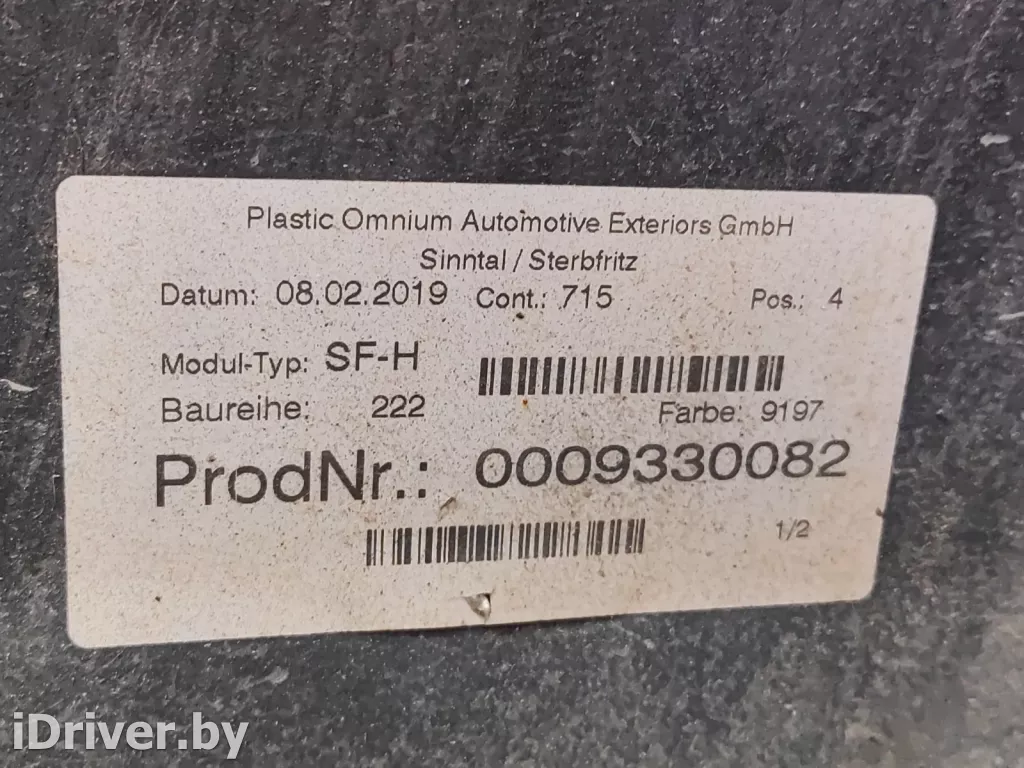 Plastic Omnium Automotive Exteriors GmbH
Sinntal / Sterbfritz
Datum: 08.02.2019 Cont.: 715 Pos.: 4
Modul-Typ: SF-H
Baureihe: 222 Farbe: 9197
ProdNr.: 0009330082
1/2
iDriver.by